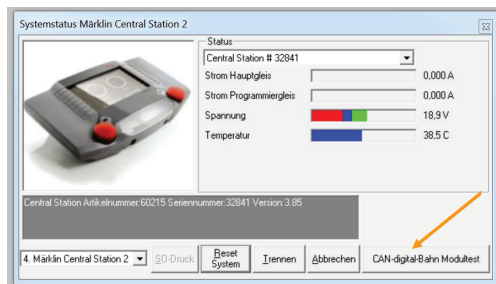 Systemstatus Märklin Central Station 2
Status
Central Station # 32841
Strom Hauptgleis 0,000 A
Strom Programmiergleis 0,000 A
Spannung 18,9 V
Temperatur 38,5 C
Central Station Artikelnummer:60215 Seriennummer:32841 Version:3.85
4. Märklin Central Station 2 SO-Druck Reset System Trennen Abbrechen CAN-digital-Bahn Modultest